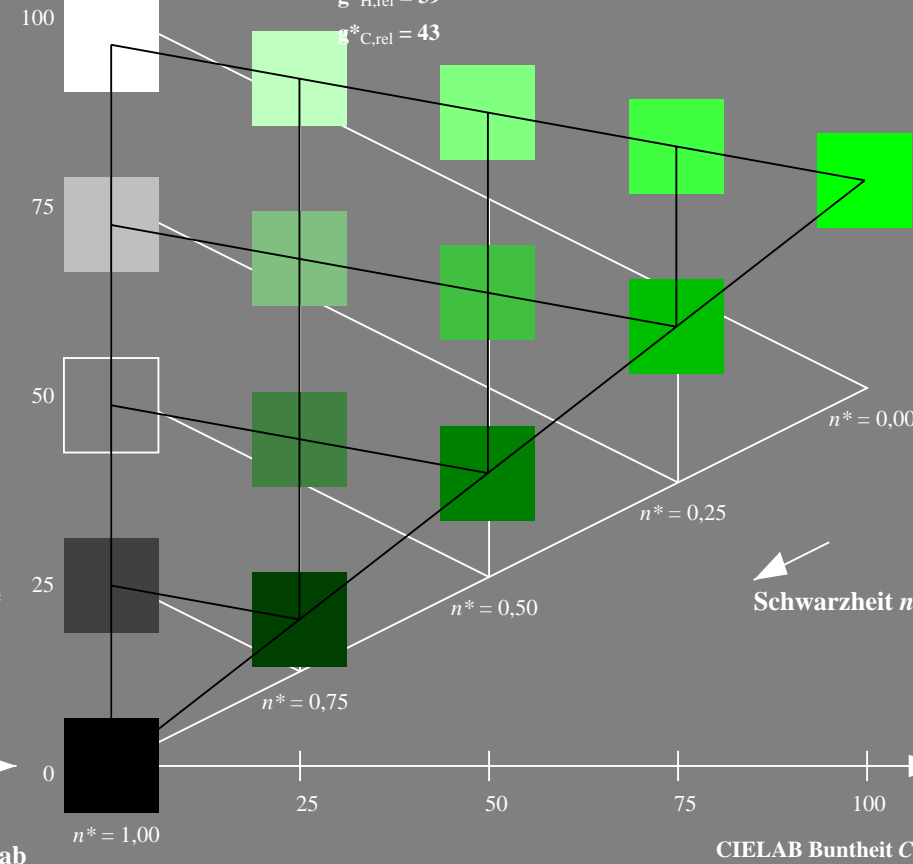 100
g*C,rel = 43
75
50
n* = 0,00
n* = 0,25
25
n* = 0,50
Schwarzheit n
n* = 0,75
0
25
50
75
100
n* = 1,00
ab
CIELAB Buntheit C